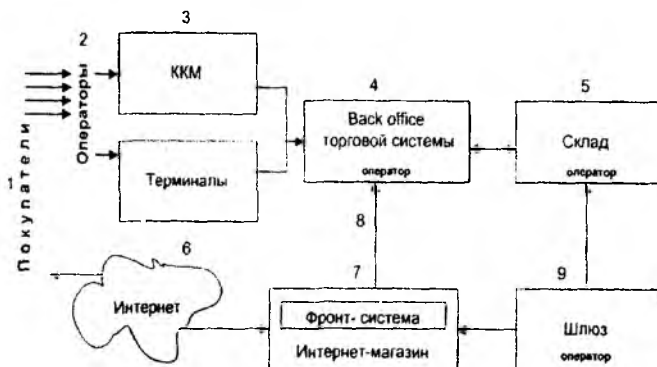 3
2
ККМ
Операторы
4
Back office
торговой системы
оператор
5
Склад
оператор
1
Покупатели
Терминалы
8
6
Интернет
7
Фронт- система
Интернет-магазин
9
Шлюз
оператор